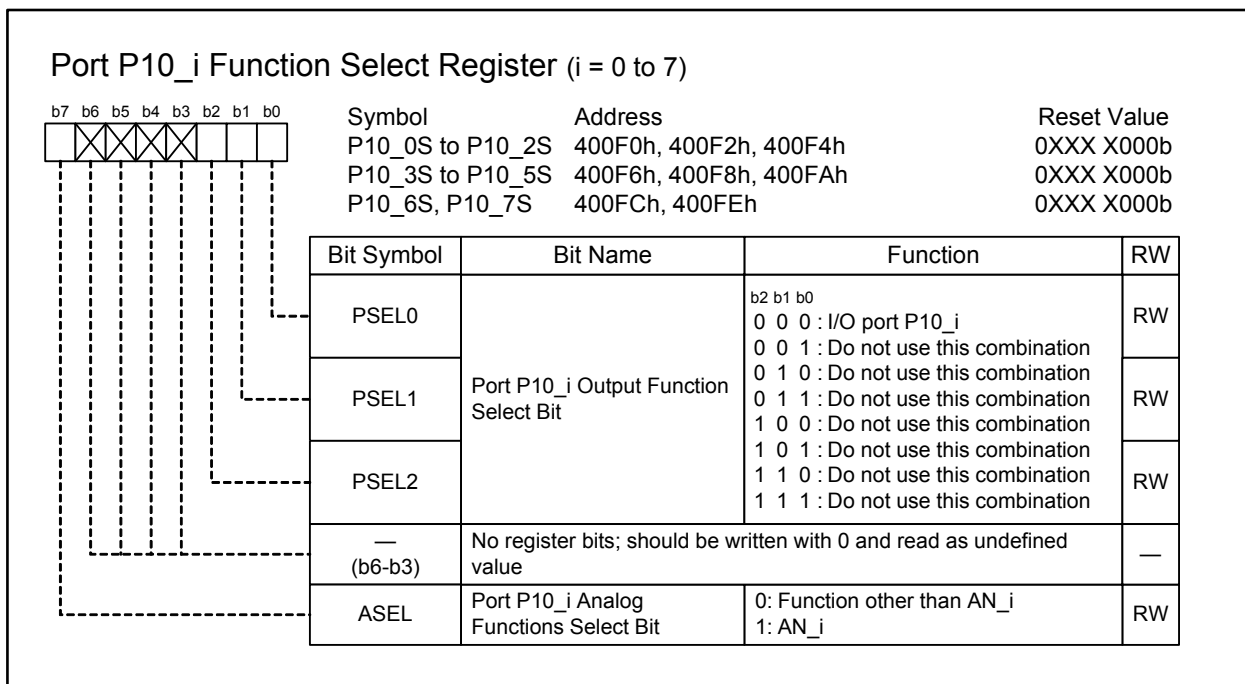 Port P10_i Function Select Register (i = 0 to 7)
b7 b6 b5 b4 b3 b2 b1 b0
Symbol Address Reset Value
P10_0S to P10_2S 400F0h, 400F2h, 400F4h 0XXX X000b
P10_3S to P10_5S 400F6h, 400F8h, 400FAh 0XXX X000b
P10_6S, P10_7S 400FCh, 400FEh 0XXX X000b
Bit Symbol Bit Name Function RW
PSEL0 RW
PSEL1 RW
PSEL2 RW
Port P10_i Output Function
Select Bit
b2 b1 b0
0 0 0 : I/O port P10_i
0 0 1 : Do not use this combination
0 1 0 : Do not use this combination
0 1 1 : Do not use this combination
1 0 0 : Do not use this combination
1 0 1 : Do not use this combination
1 1 0 : Do not use this combination
1 1 1 : Do not use this combination
—
(b6-b3)
No register bits; should be written with 0 and read as undefined
value
—
ASEL
Port P10_i Analog
Functions Select Bit
0: Function other than AN_i
1: AN_i
RW